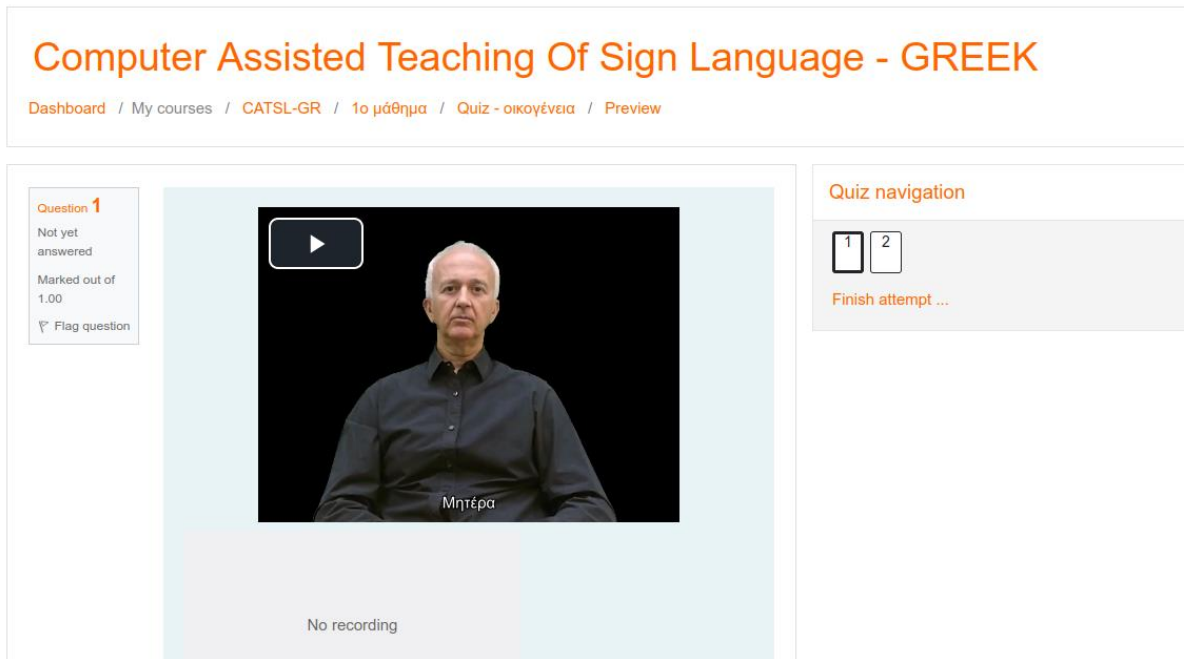 Computer Assisted Teaching Of Sign Language - GREEK
Dashboard / My courses / CATSL-GR / 1ο μάθημα / Quiz - οικογένεια / Preview
Question 1
Not yet
answered
Marked out of
1.00
Flag question
Μητέρα
No recording
Quiz navigation
1 2
Finish attempt ...